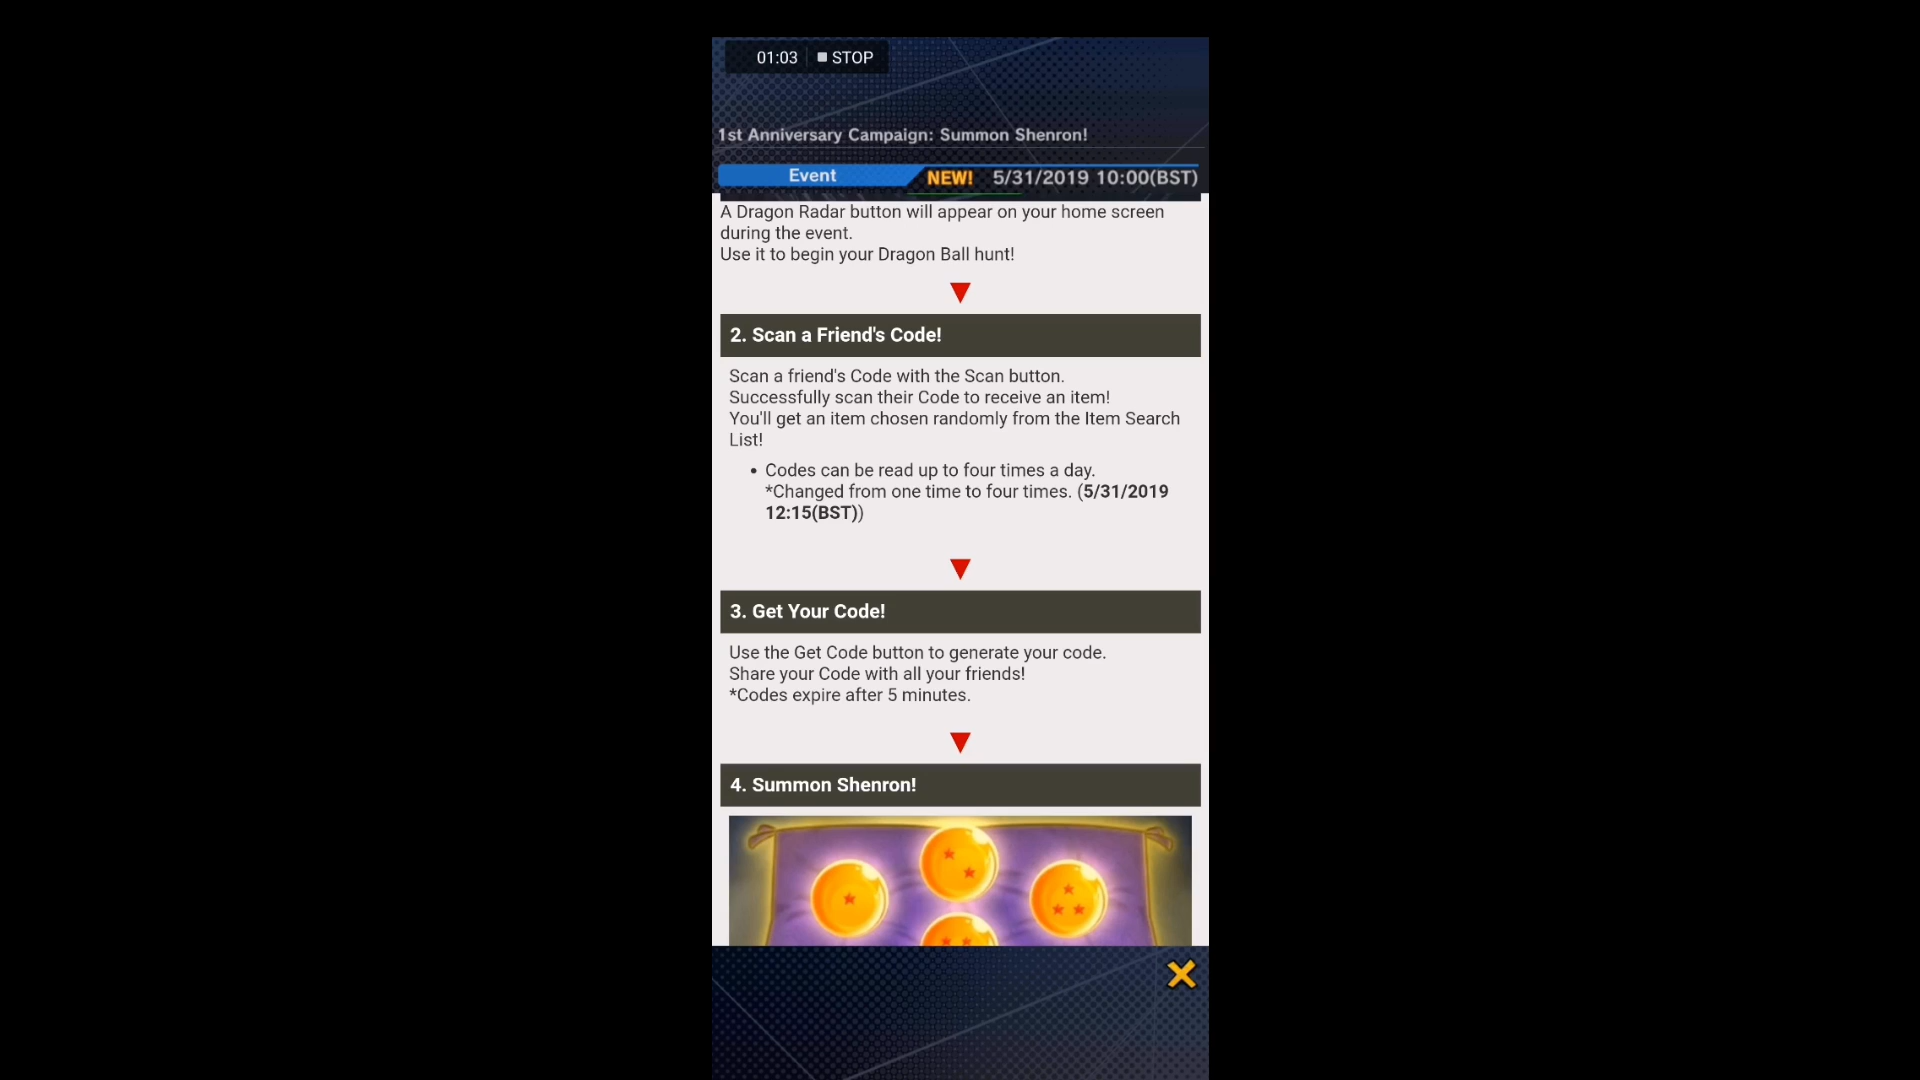 01:03 STOP
1st Anniversary Campaign: Summon Shenron!
Event NEW! 5/31/2019 10:00(BST)
A Dragon Radar button will appear on your home screen
during the event.
Use it to begin your Dragon Ball hunt!
2. Scan a Friend's Code!
Scan a friend's Code with the Scan button.
Successfully scan their Code to receive an item!
You'll get an item chosen randomly from the Item Search
List!
• Codes can be read up to four times a day.
*Changed from one time to four times. (5/31/2019
12:15(BST))
3. Get Your Code!
Use the Get Code button to generate your code.
Share your Code with all your friends!
*Codes expire after 5 minutes.
4. Summon Shenron!